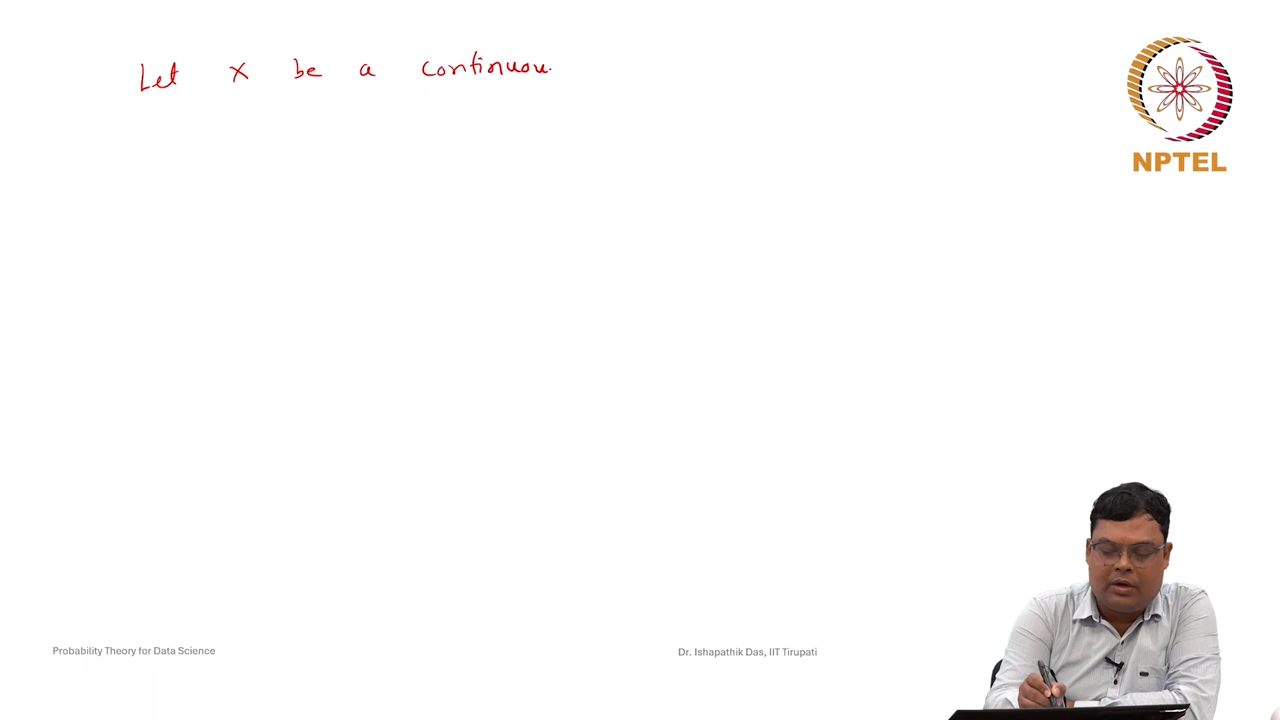 Let X be a continuou
NPTEL
Probability Theory for Data Science
Dr. Ishapathik Das, IIT Tirupati